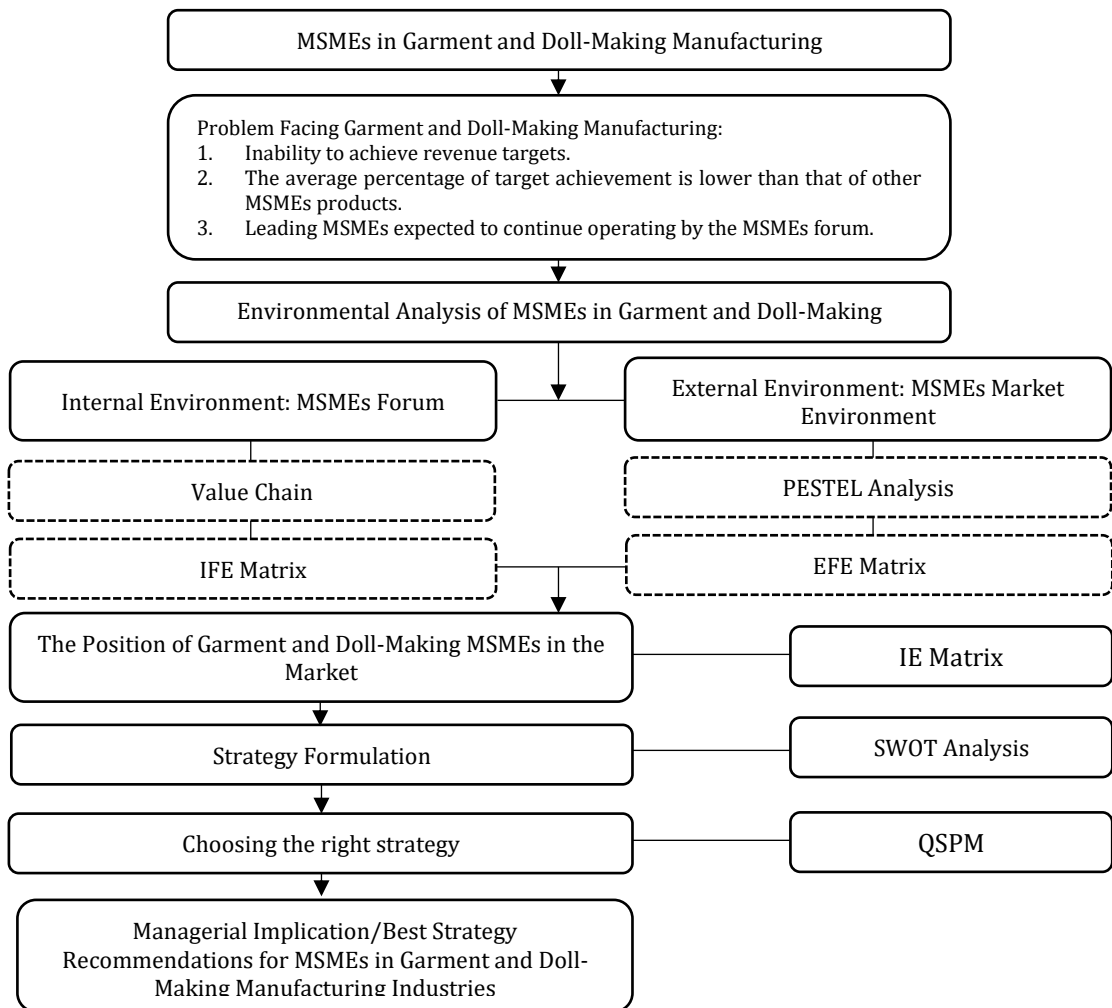 MSMEs in Garment and Doll-Making Manufacturing
Problem Facing Garment and Doll-Making Manufacturing:
1. Inability to achieve revenue targets.
2. The average percentage of target achievement is lower than that of other
MSMEs products.
3. Leading MSMEs expected to continue operating by the MSMEs forum.
Environmental Analysis of MSMEs in Garment and Doll-Making
Internal Environment: MSMEs Forum
External Environment: MSMEs Market
Environment
Value Chain
PESTEL Analysis
IFE Matrix
EFE Matrix
The Position of Garment and Doll-Making MSMEs in the
Market
IE Matrix
Strategy Formulation
SWOT Analysis
Choosing the right strategy
QSPM
Managerial Implication/Best Strategy
Recommendations for MSMEs in Garment and Doll-
Making Manufacturing Industries